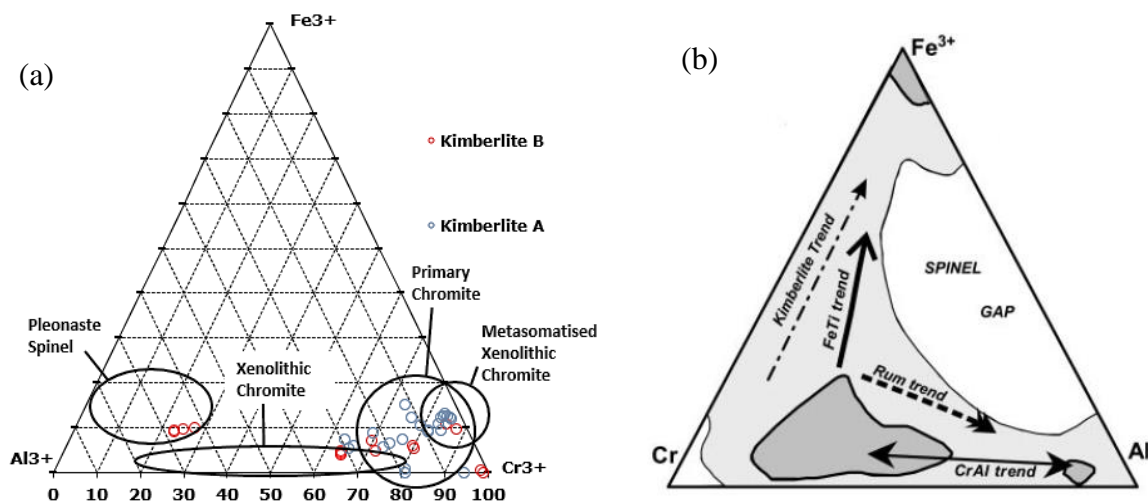 (a)
Fe3+
Kimberlite B
Kimberlite A
Primary
Chromite
Pleonaste
Spinel
Xenolithic
Chromite
Metasomatised
Xenolithic
Chromite
Al3+
Cr3+
0 10 20 30 40 50 60 70 80 90 100
(b)
Fe3+
Kimberlite Trend
FeTi trend
SPINEL
GAP
Rum trend
Cr
Al
CrAl trend